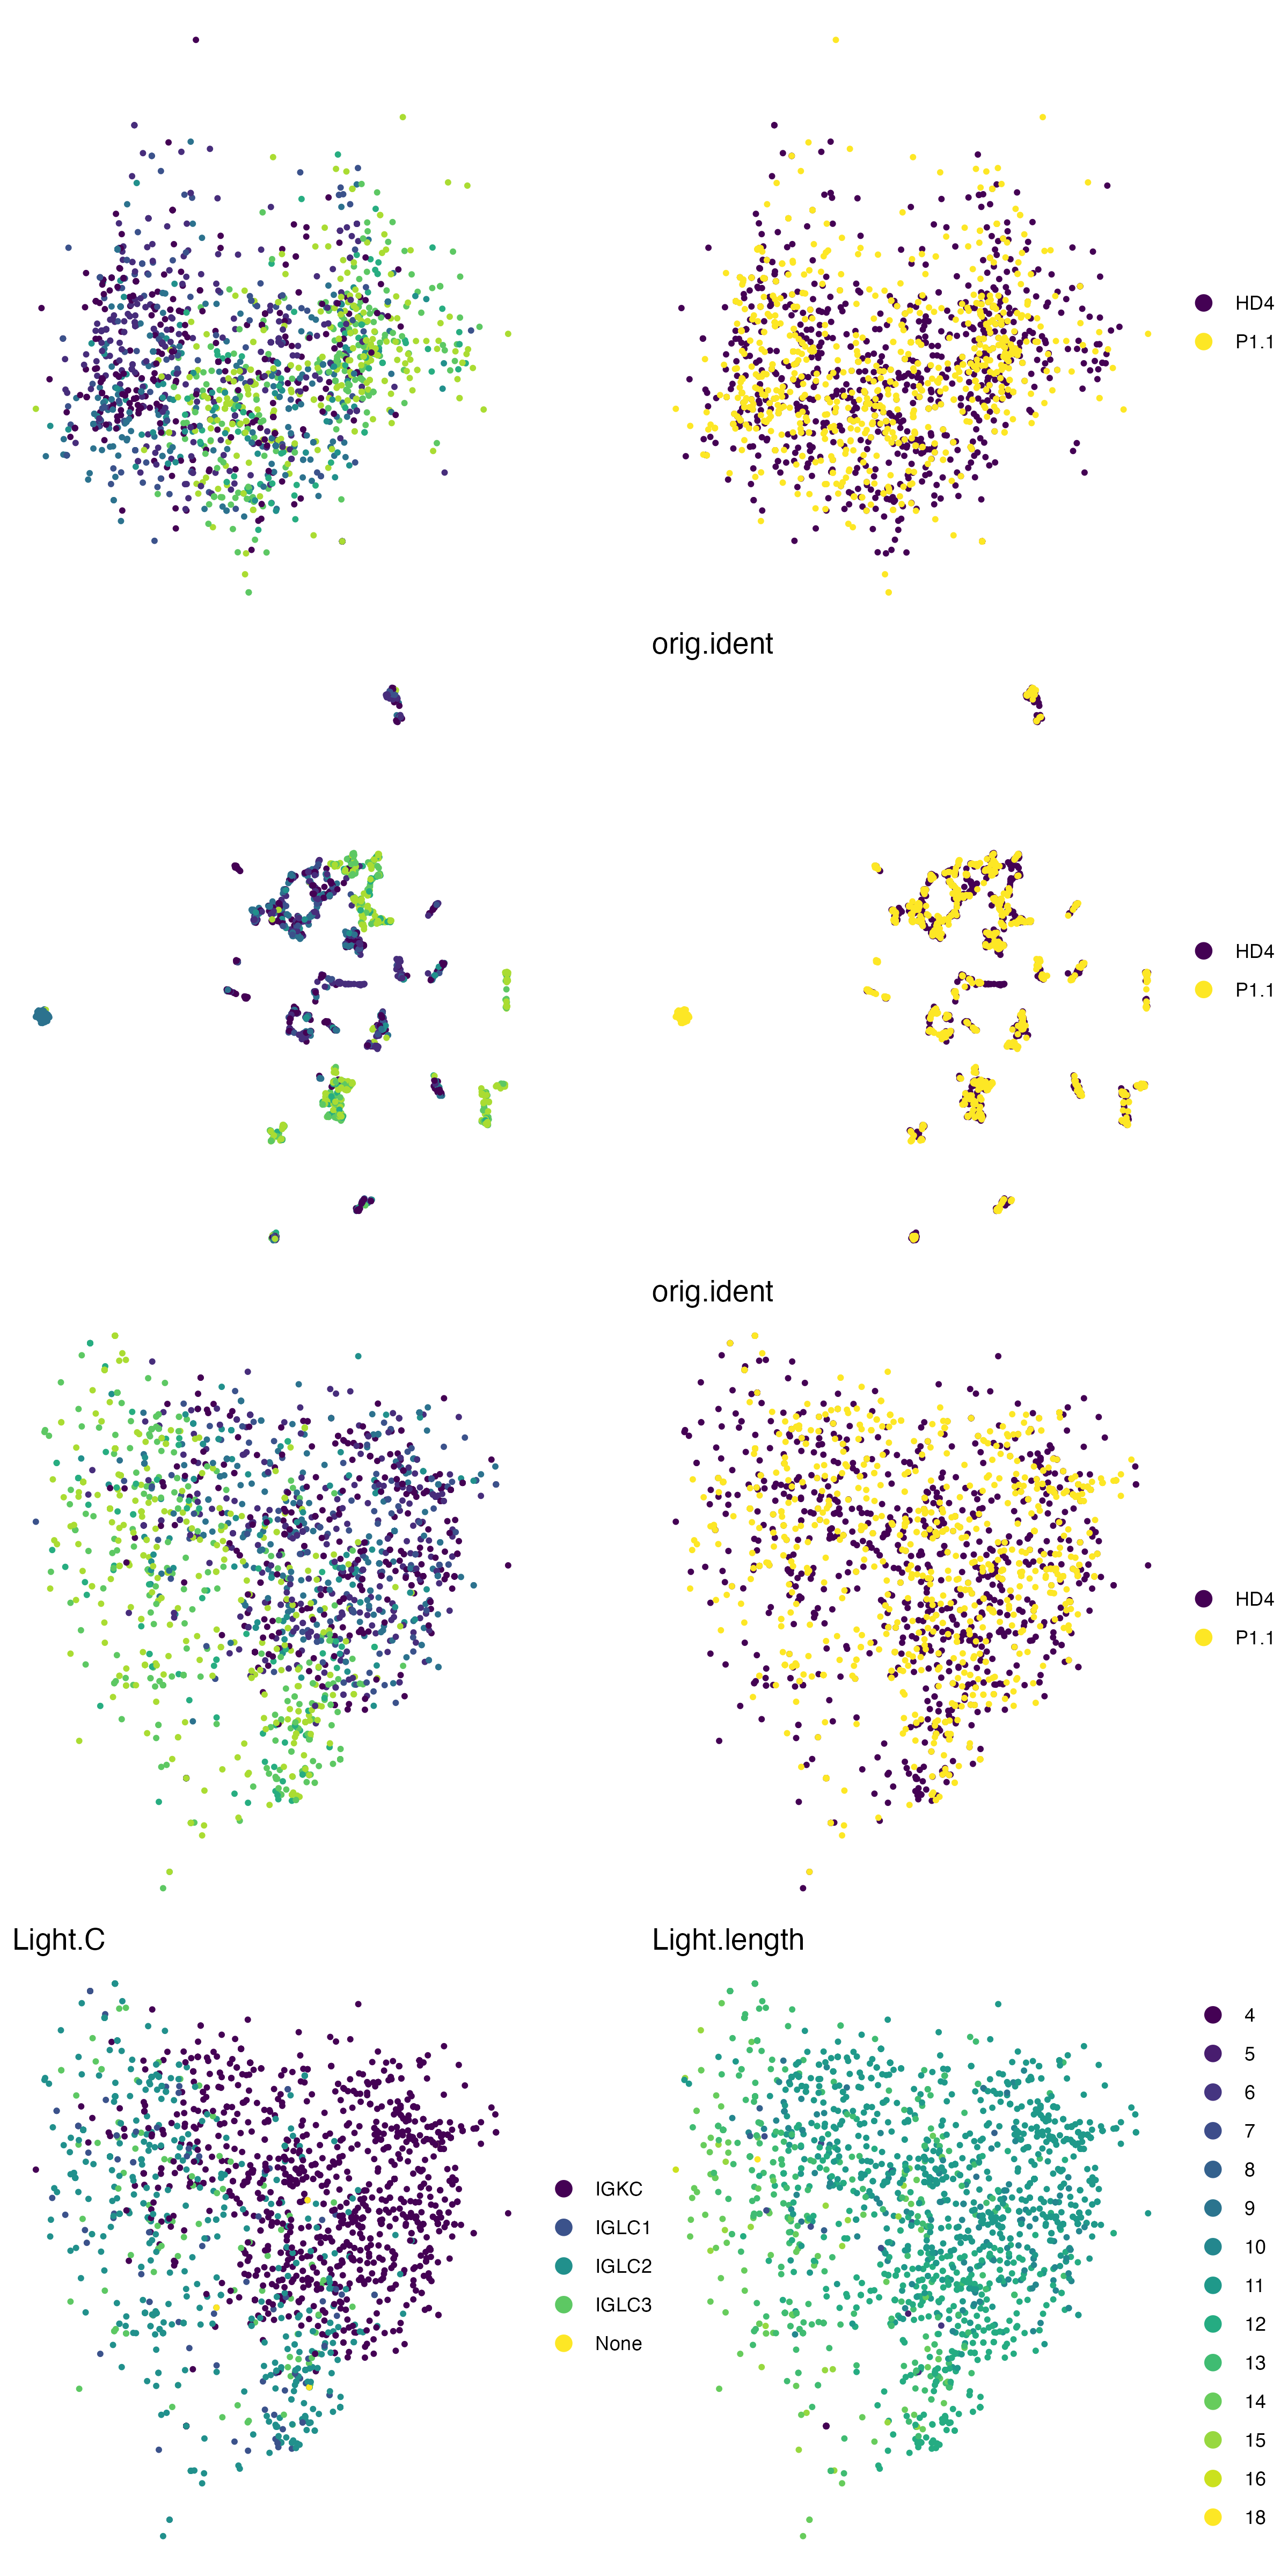 HD4
P1.1
orig.ident
HD4
P1.1
orig.ident
HD4
P1.1
Light.C
Light.length
IGKC
IGLC1
IGLC2
IGLC3
None
4
5
6
7
8
9
10
11
12
13
14
15
16
18